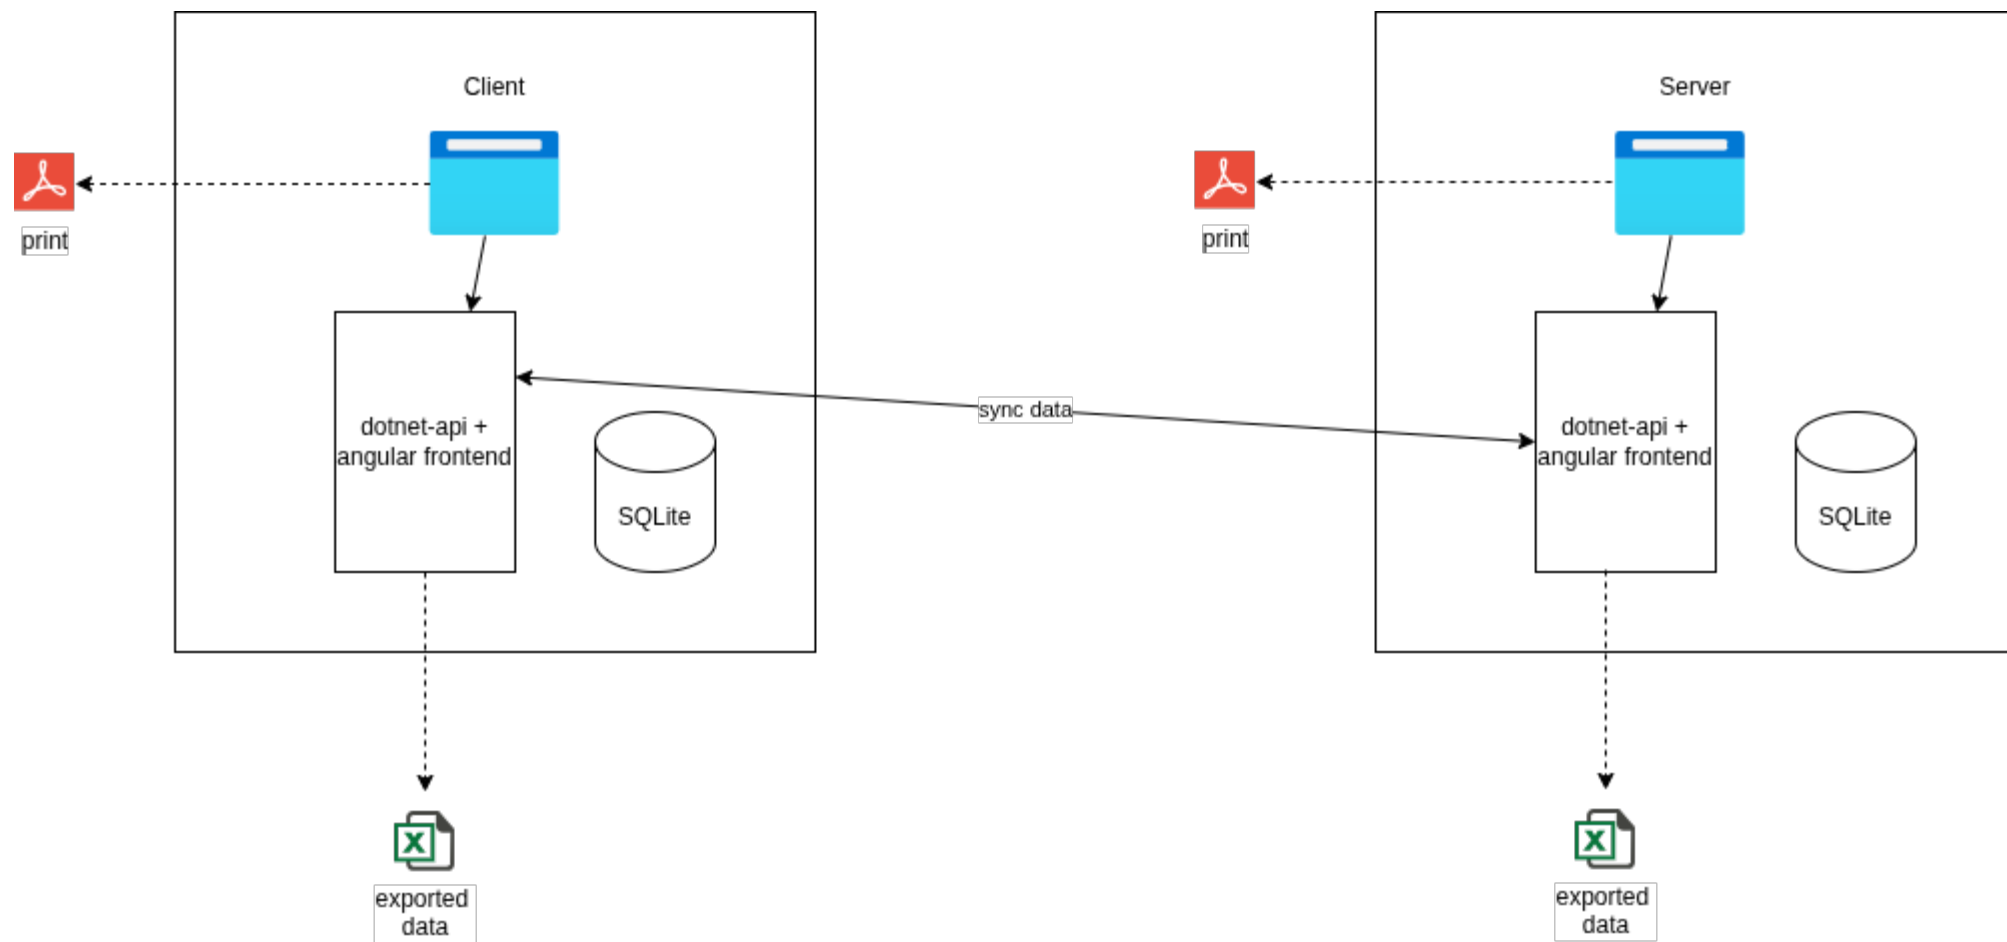 Client
Server
print
print
dotnet-api +
angular frontend
SQLite
sync data
dotnet-api +
angular frontend
SQLite
X
exported
data
X
exported
data